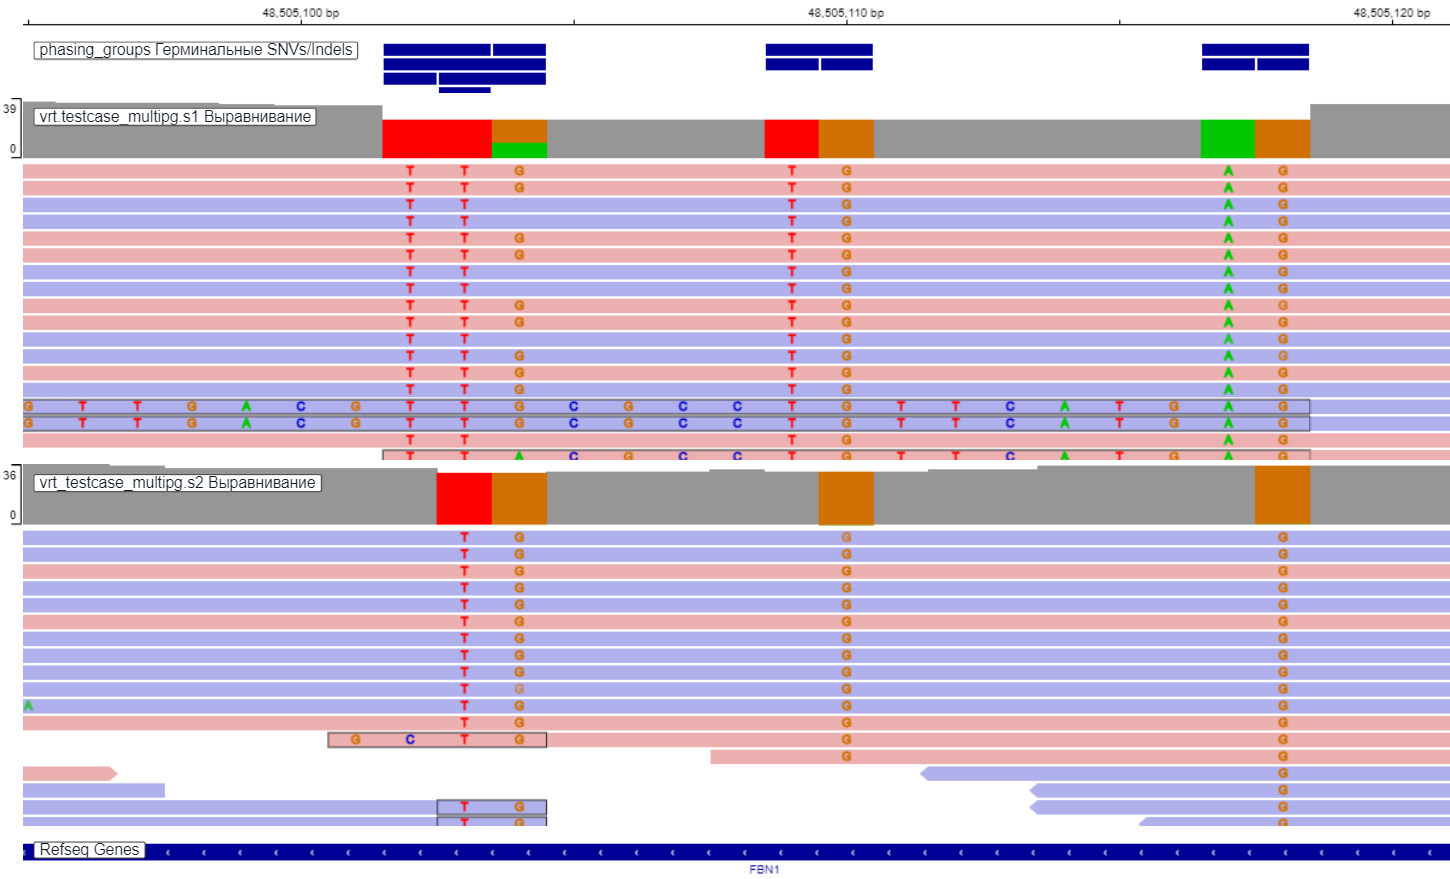 48,505,100 bp 48,505,110 bp 48,505,120 bp
phasing_groups Герминальные SNVs/Indels
39
vrt.testcase_multipg.s1 Выравнивание
0
T T G T G A G
T T G T G A G
T T T G A G
T T T G A G
T T G T G A G
T T G T G A G
T T T G A G
T T T G A G
T T G T G A G
T T G T G A G
T T T G A G
T T G T G A G
T T G T G A G
T T G T G A G
G T T G A C G T T G C G C C T G T T C A T G A G
G T T G A C G T T G C G C C T G T T C A T G A G
T T T G A G
T T A C G C C T G T T C A T G A G
36
vrt_testcase_multipg.s2 Выравнивание
0
T G G G
T G G G
T G G G
T G G G
T G G G
T G G G
T G G G
T G G G
T G G G
T G G G
A T G G G
T G G G
G C T G G G
G G
G
G
T G G
T G G
Refseq Genes
FBN1